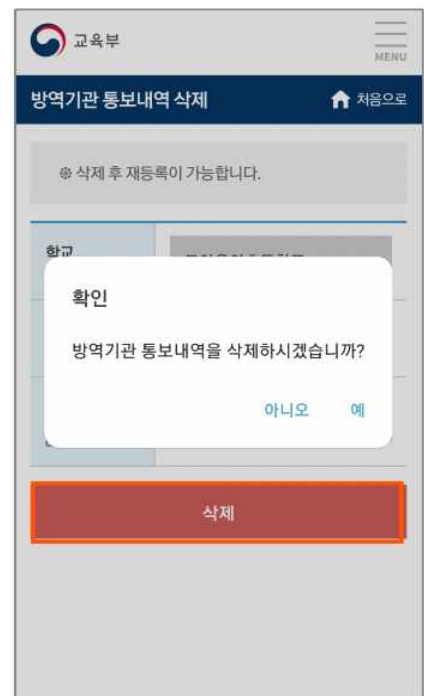 교육부
MENU
방역기관 통보내역 삭제
처음으로
※ 삭제 후 재등록이 가능합니다.
학교
확인
방역기관 통보내역을 삭제하시겠습니까?
아니오 예
삭제